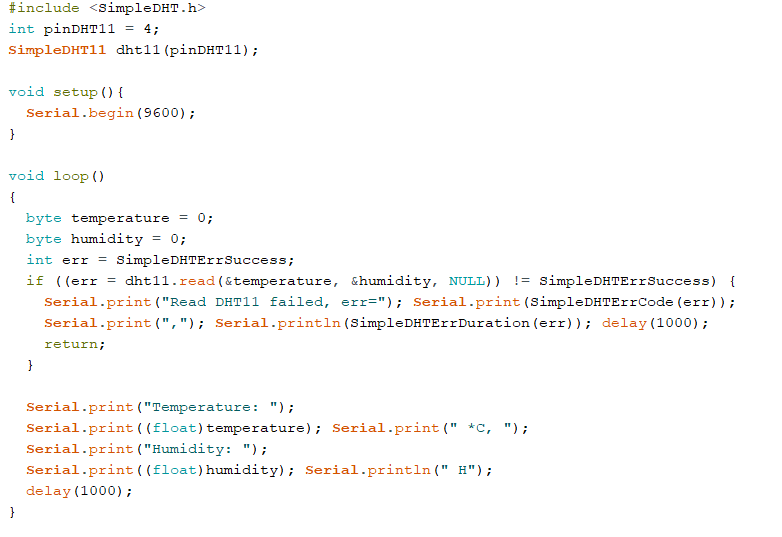 #include <SimpleDHT.h>
int pinDHT11 = 4;
SimpleDHT11 dht11(pinDHT11);

void setup(){
  Serial.begin(9600);
}

void loop()
{
  byte temperature = 0;
  byte humidity = 0;
  int err = SimpleDHTErrSuccess;
  if ((err = dht11.read(&temperature, &humidity, NULL)) != SimpleDHTErrSuccess) {
    Serial.print("Read DHT11 failed, err="); Serial.print(SimpleDHTErrCode(err));
    Serial.print(","); Serial.println(SimpleDHTErrDuration(err)); delay(1000);
    return;
  }

  Serial.print("Temperature: ");
  Serial.print((float)temperature); Serial.print(" *C, ");
  Serial.print("Humidity: ");
  Serial.print((float)humidity); Serial.println(" H");
  delay(1000);
}